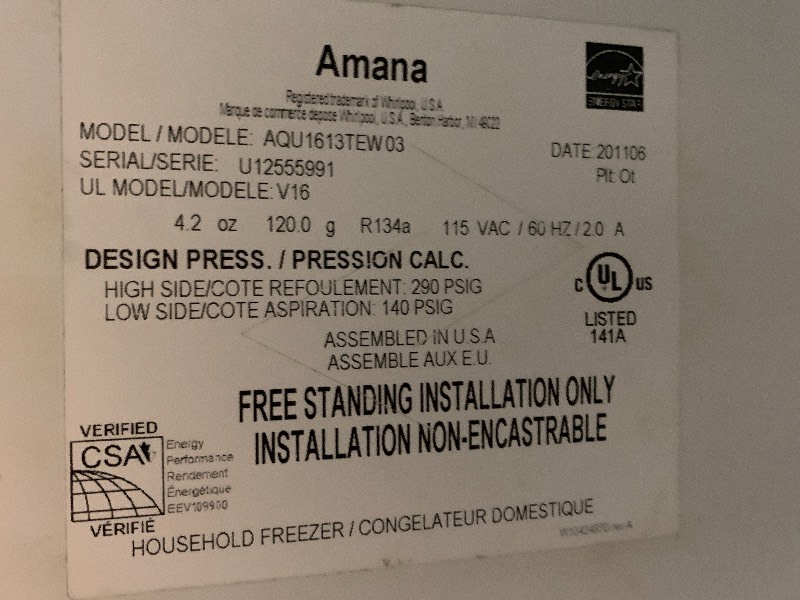 Amana
energy
ENERGY STAR
Registered trademark of Whirlpool, U.S.A.
Marque de commerce depose Whirlpool, U.S.A., Benton Harbor, MI 49022
MODEL / MODELE: AQU1613TEW03
DATE:201106
SERIAL/SERIE: U12555991
Plt: Ot
UL MODEL/MODELE: V16
4.2 oz 120.0 g R134a 115 VAC / 60 HZ / 2.0 A
DESIGN PRESS. / PRESSION CALC.
HIGH SIDE/COTE REFOULEMENT: 290 PSIG
LOW SIDE/COTE ASPIRATION: 140 PSIG
C UL US
LISTED
141A
ASSEMBLED IN U.S.A
ASSEMBLE AUX E.U.
FREE STANDING INSTALLATION ONLY
INSTALLATION NON-ENCASTRABLE
VERIFIED
CSA
Energy
Performance
Rendement
Énergétique
VÉRIFIÉ
HOUSEHOLD FREEZER / CONGELATEUR DOMESTIQUE